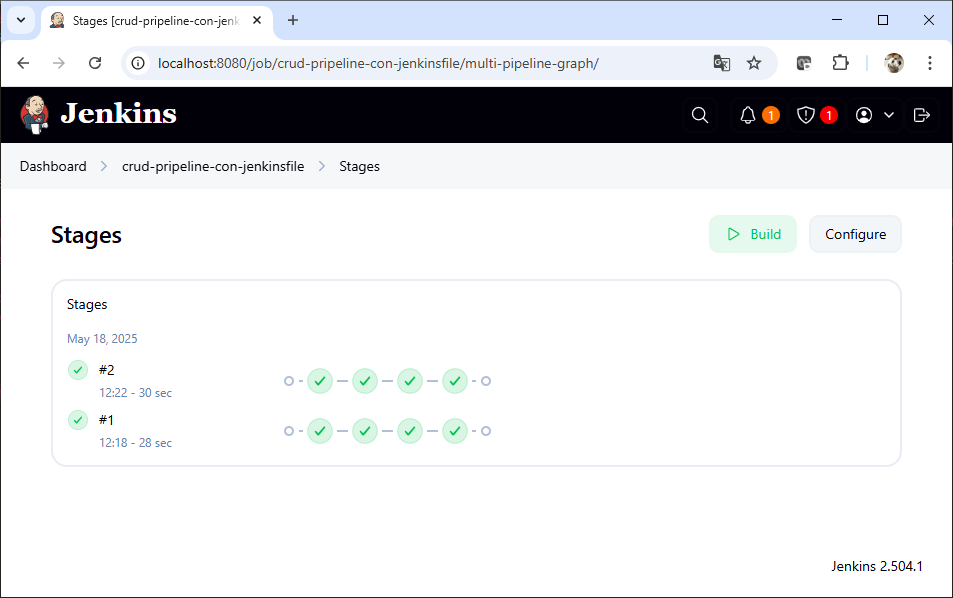 Stages [crud-pripeline-con-jenk
localhost:8080/job/crud-pripeline-con-jenkinsfile/multi-pipeline-graph/
Jenkins
1
1
Dashboard crud-pripeline-con-jenkinsfile Stages
Stages
Build
Configure
Stages
May 18, 2025
#2
12:22 - 30 sec
#1
12:18 - 28 sec
Jenkins 2.504.1